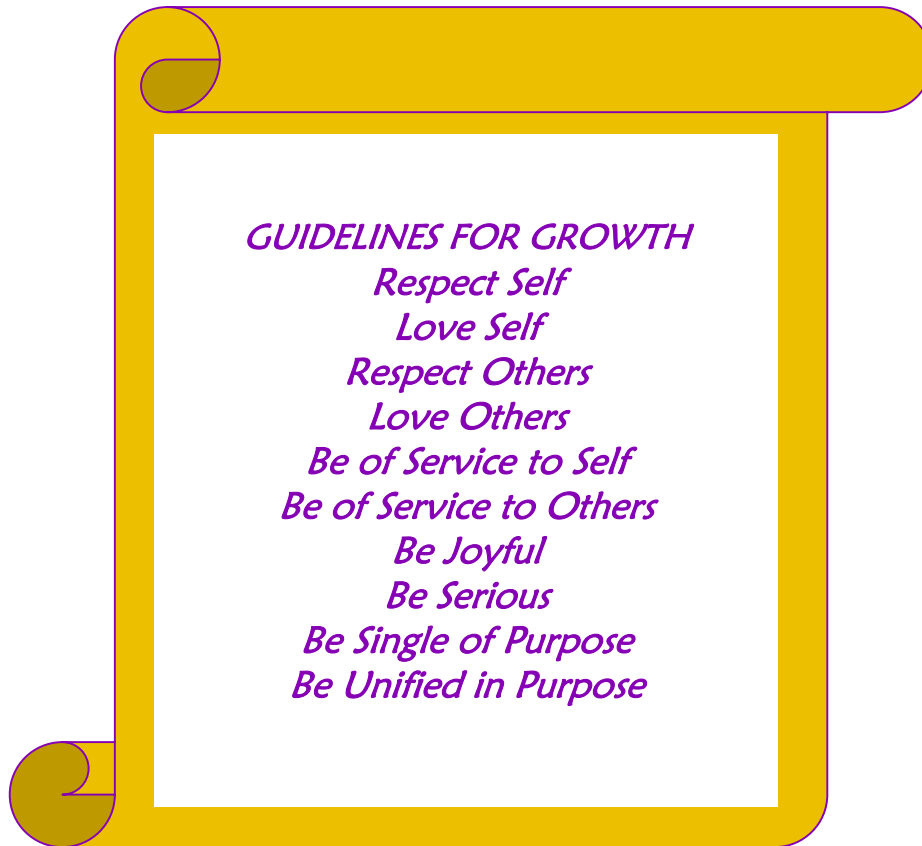 GUIDELINES FOR GROWTH
Respect Self
Love Self
Respect Others
Love Others
Be of Service to Self
Be of Service to Others
Be Joyful
Be Serious
Be Single of Purpose
Be Unified in Purpose